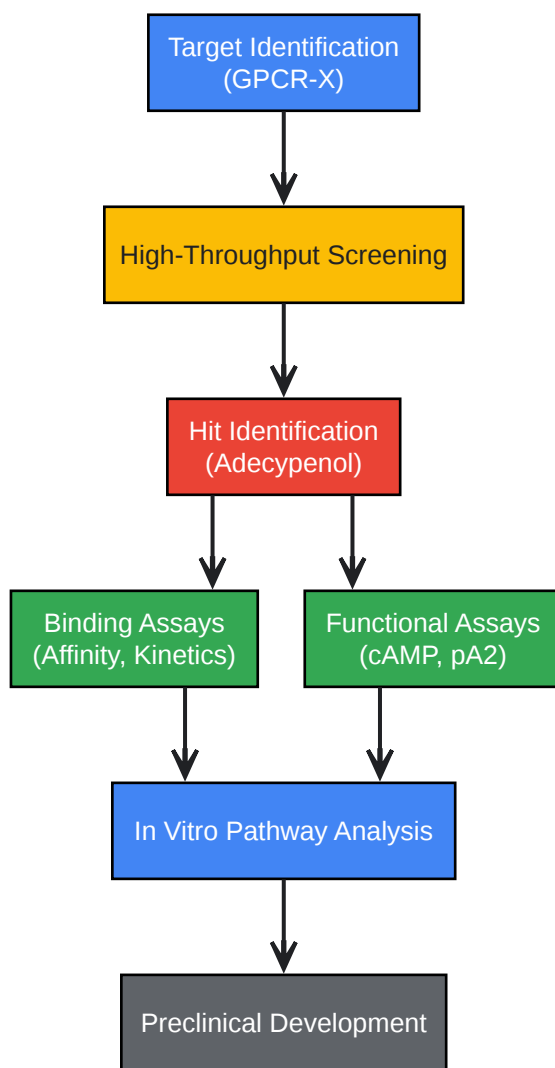 Target Identification
(GPCR-X)
High-Throughput Screening
Hit Identification
(Adecypenol)
Binding Assays
(Affinity, Kinetics)
Functional Assays
(cAMP, pA2)
In Vitro Pathway Analysis
Preclinical Development